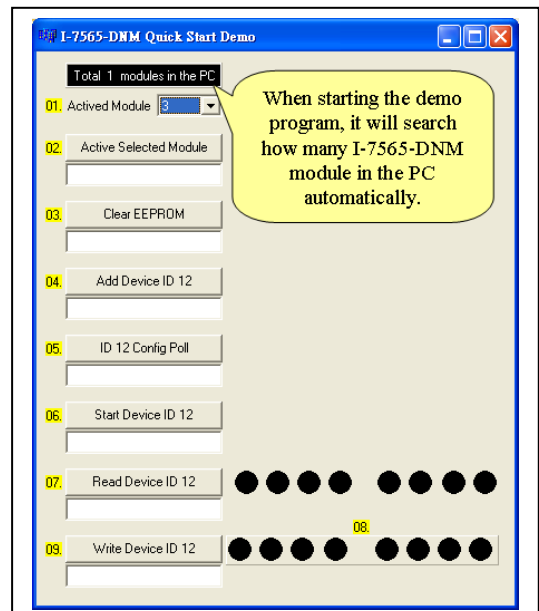 I-7565-DNM Quick Start Demo
Total 1 modules in the PC
01. Actived Module 3
When starting the demo
program, it will search
how many I-7565-DNM
module in the PC
automatically.
02. Active Selected Module
03. Clear EEPROM
04. Add Device ID 12
05. ID 12 Config Poll
06. Start Device ID 12
07. Read Device ID 12
08.
09. Write Device ID 12